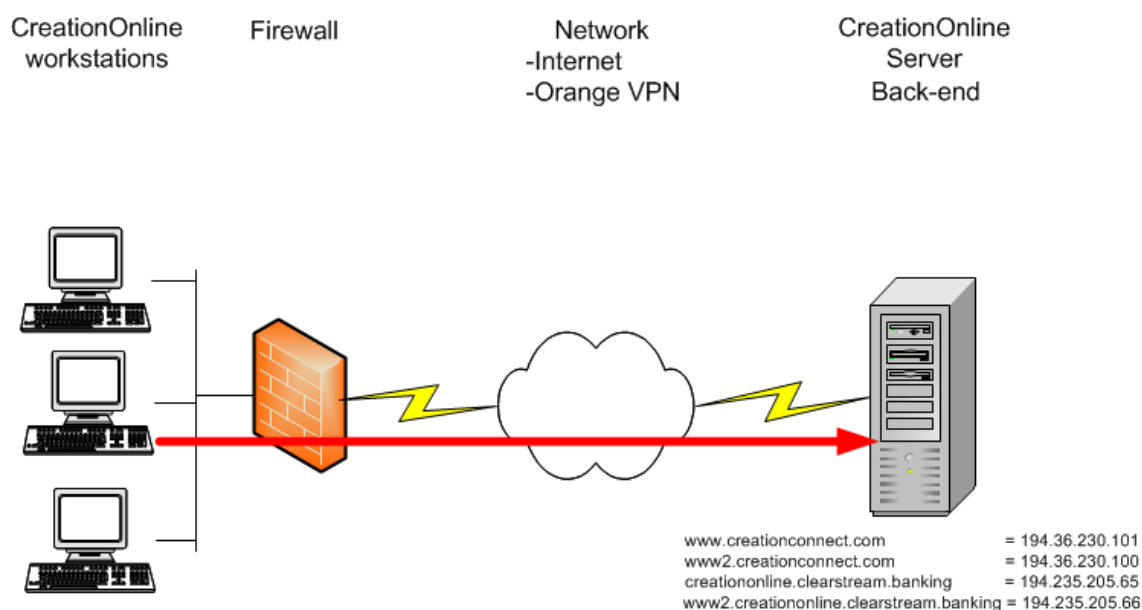 CreationOnline
workstations
Firewall
Network
-Internet
-Orange VPN
CreationOnline
Server
Back-end
www.creationconnect.com = 194.36.230.101
www2.creationconnect.com = 194.36.230.100
creationonline.clearstream.banking = 194.235.205.65
www2.creationonline.clearstream.banking = 194.235.205.66